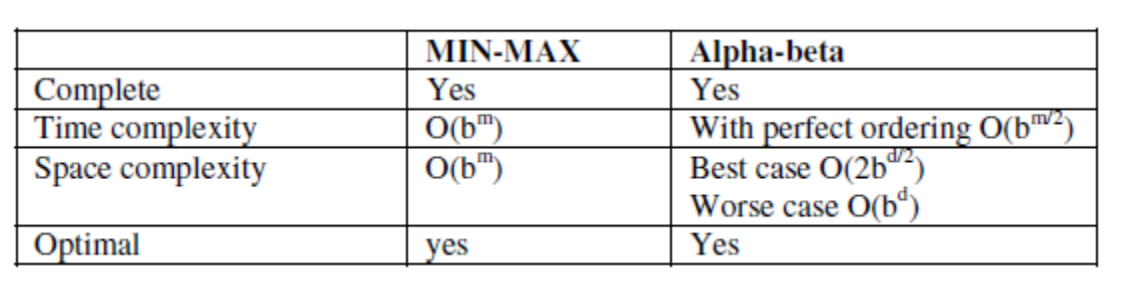 MIN-MAX Alpha-beta
Complete Yes Yes
Time complexity O(b^m) With perfect ordering O(b^m/2)
Space complexity O(b^m) Best case O(2b^d/2)
Worse case O(b^d)
Optimal yes Yes